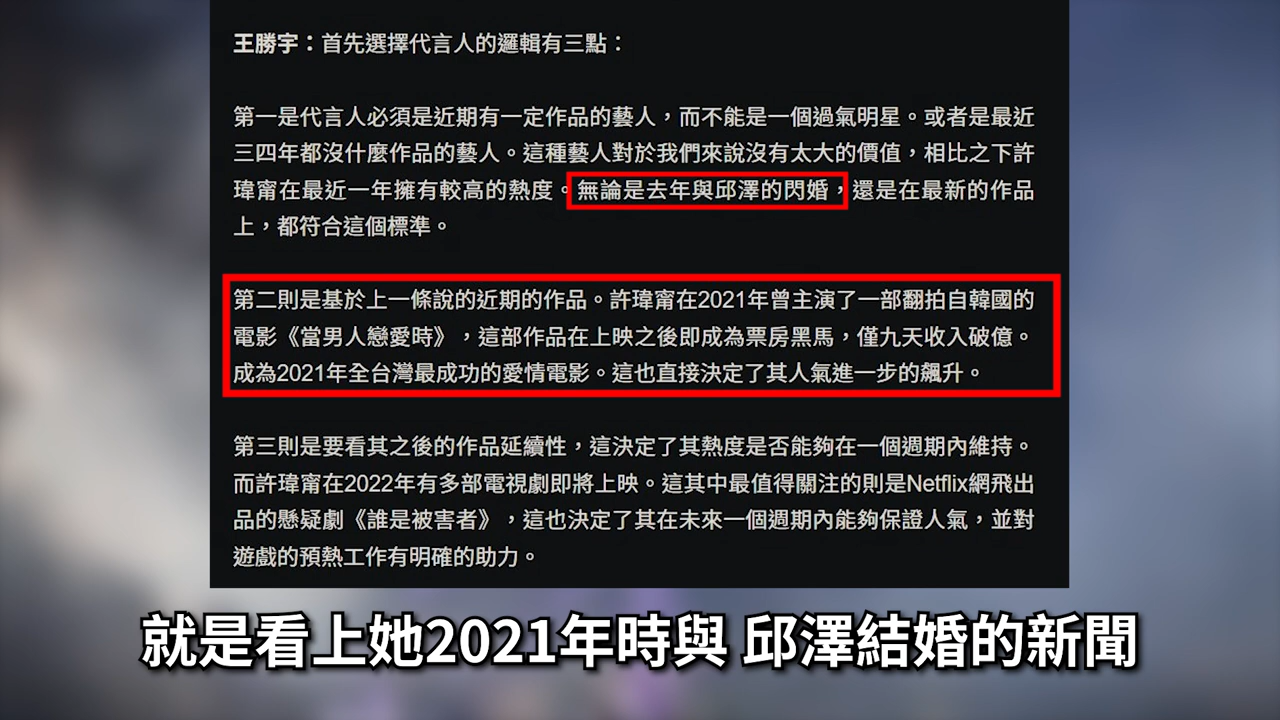 王勝宇：首先選擇代言人的邏輯有三點：
第一是代言人必須是近期有一定作品的藝人，而不能是一個過氣明星。或者是最近
三四年都沒什麼作品的藝人。這種藝人對於我們來說沒有太大的價值，相比之下許
瑋甯在最近一年擁有較高的熱度。無論是去年與邱澤的閃婚，還是在最新的作品
上，都符合這個標準。
第二則是基於上一條說的近期的作品。許瑋甯在2021年曾主演了一部翻拍自韓國的
電影《當男人戀愛時》，這部作品在上映之後即成為票房黑馬，僅九天收入破億。
成為2021年全台灣最成功的愛情電影。這也直接決定了其人氣進一步的飆升。
第三則是要看其之後的作品延續性，這決定了其熱度是否能夠在一個週期內維持。
而許瑋甯在2022年有多部電視劇即將上映。這其中最值得關注的則是Netflix網飛出
品的懸疑劇《誰是被害者》，這也決定了其在未來一個週期內能夠保證人氣，並對
遊戲的預熱工作有明確的助力。
就是看上她2021年時與 邱澤結婚的新聞